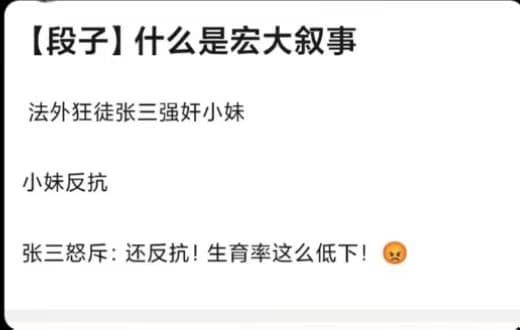 【段子】什么是宏大叙事
法外狂徒张三强奸小妹
小妹反抗
张三怒斥：还反抗！生育率这么低下！😡